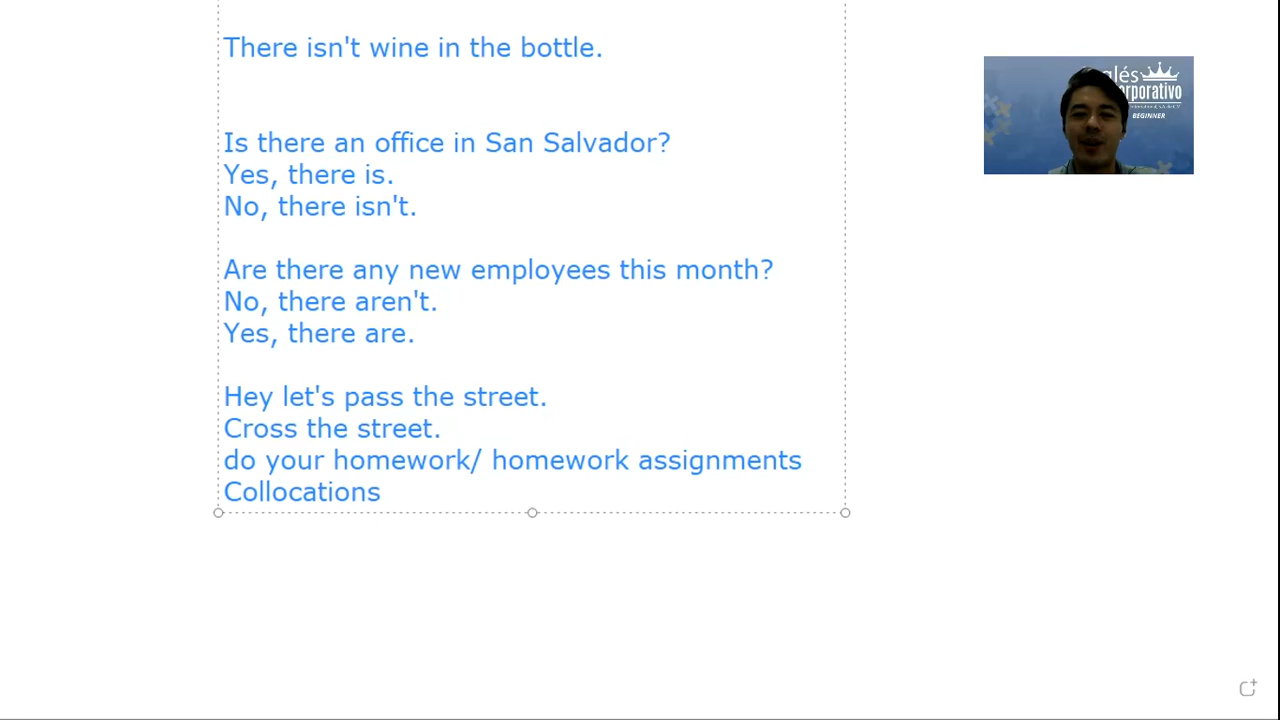 There isn't wine in the bottle.
Is there an office in San Salvador?
Yes, there is.
No, there isn't.
Are there any new employees this month?
No, there aren't.
Yes, there are.
Hey let's pass the street.
Cross the street.
do your homework/ homework assignments
Collocations
glés
rporativo
BEGINNER